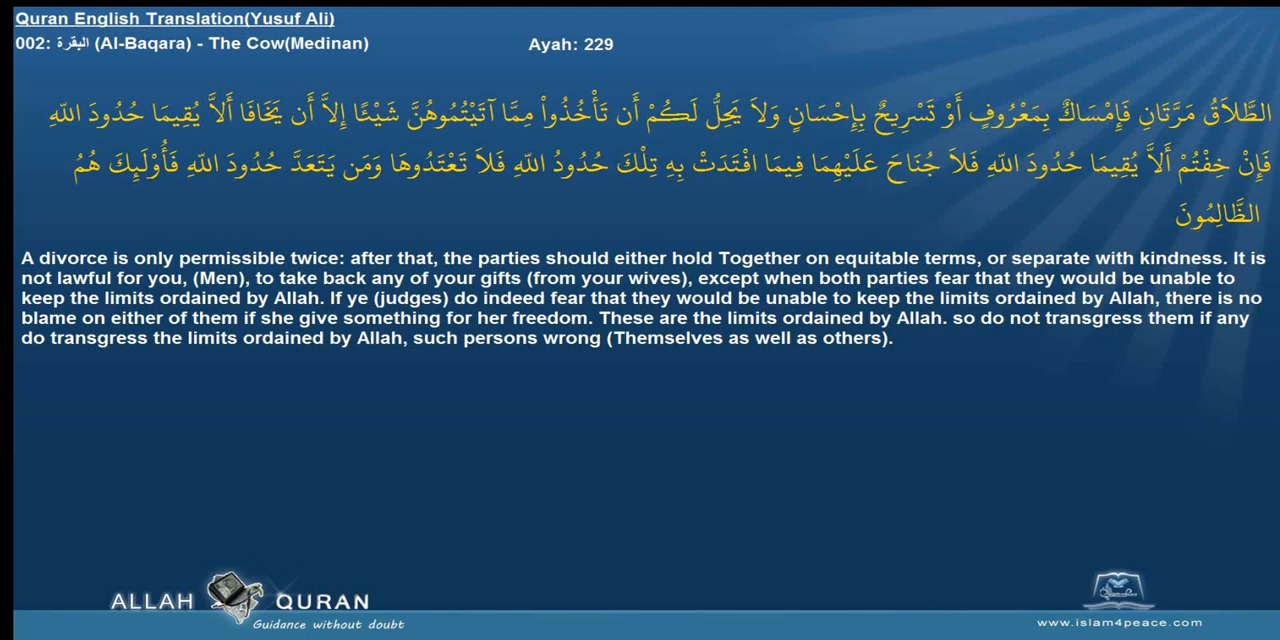 Quran English Translation(Yusuf Ali)
002: البقرة (Al-Baqara) - The Cow(Medinan)
Ayah: 229
الطَّلاَقُ مَرَّتَانِ فَإِمْسَاكٌ بِمَعْرُوفٍ أَوْ تَسْرِيحٌ بِإِحْسَانٍ وَلاَ يَحِلُّ لَكُمْ أَن تَأْخُذُواْ مِمَّا آتَيْتُمُوهُنَّ شَيْئًا إِلاَّ أَن يَخَافَا أَلاَّ يُقِيمَا حُدُودَ اللّهِ
فَإِنْ خِفْتُمْ أَلاَّ يُقِيمَا حُدُودَ اللّهِ فَلاَ جُنَاحَ عَلَيْهِمَا فِيمَا افْتَدَتْ بِهِ تِلْكَ حُدُودُ اللّهِ فَلاَ تَعْتَدُوهَا وَمَن يَتَعَدَّ حُدُودَ اللّهِ فَأُوْلَـئِكَ هُمُ
الظَّالِمُونَ
A divorce is only permissible twice: after that, the parties should either hold Together on equitable terms, or separate with kindness. It is
not lawful for you, (Men), to take back any of your gifts (from your wives), except when both parties fear that they would be unable to
keep the limits ordained by Allah. If ye (judges) do indeed fear that they would be unable to keep the limits ordained by Allah, there is no
blame on either of them if she give something for her freedom. These are the limits ordained by Allah. so do not transgress them if any
do transgress the limits ordained by Allah, such persons wrong (Themselves as well as others).
ALLAH QURAN
Guidance without doubt
www.islam4peace.com